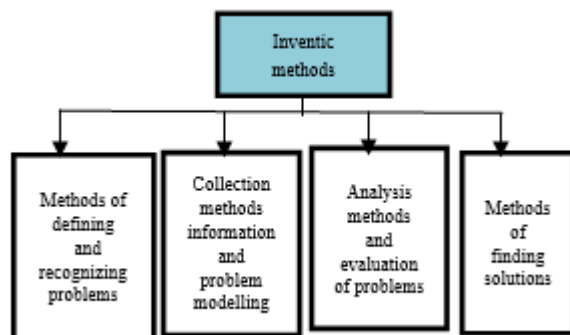 Inventic
methods
Methods of
defining
and
recognizing
problems
Collection
methods
information
and
problem
modelling
Analysis
methods
and
evaluation
of problems
Methods
of
finding
solutions